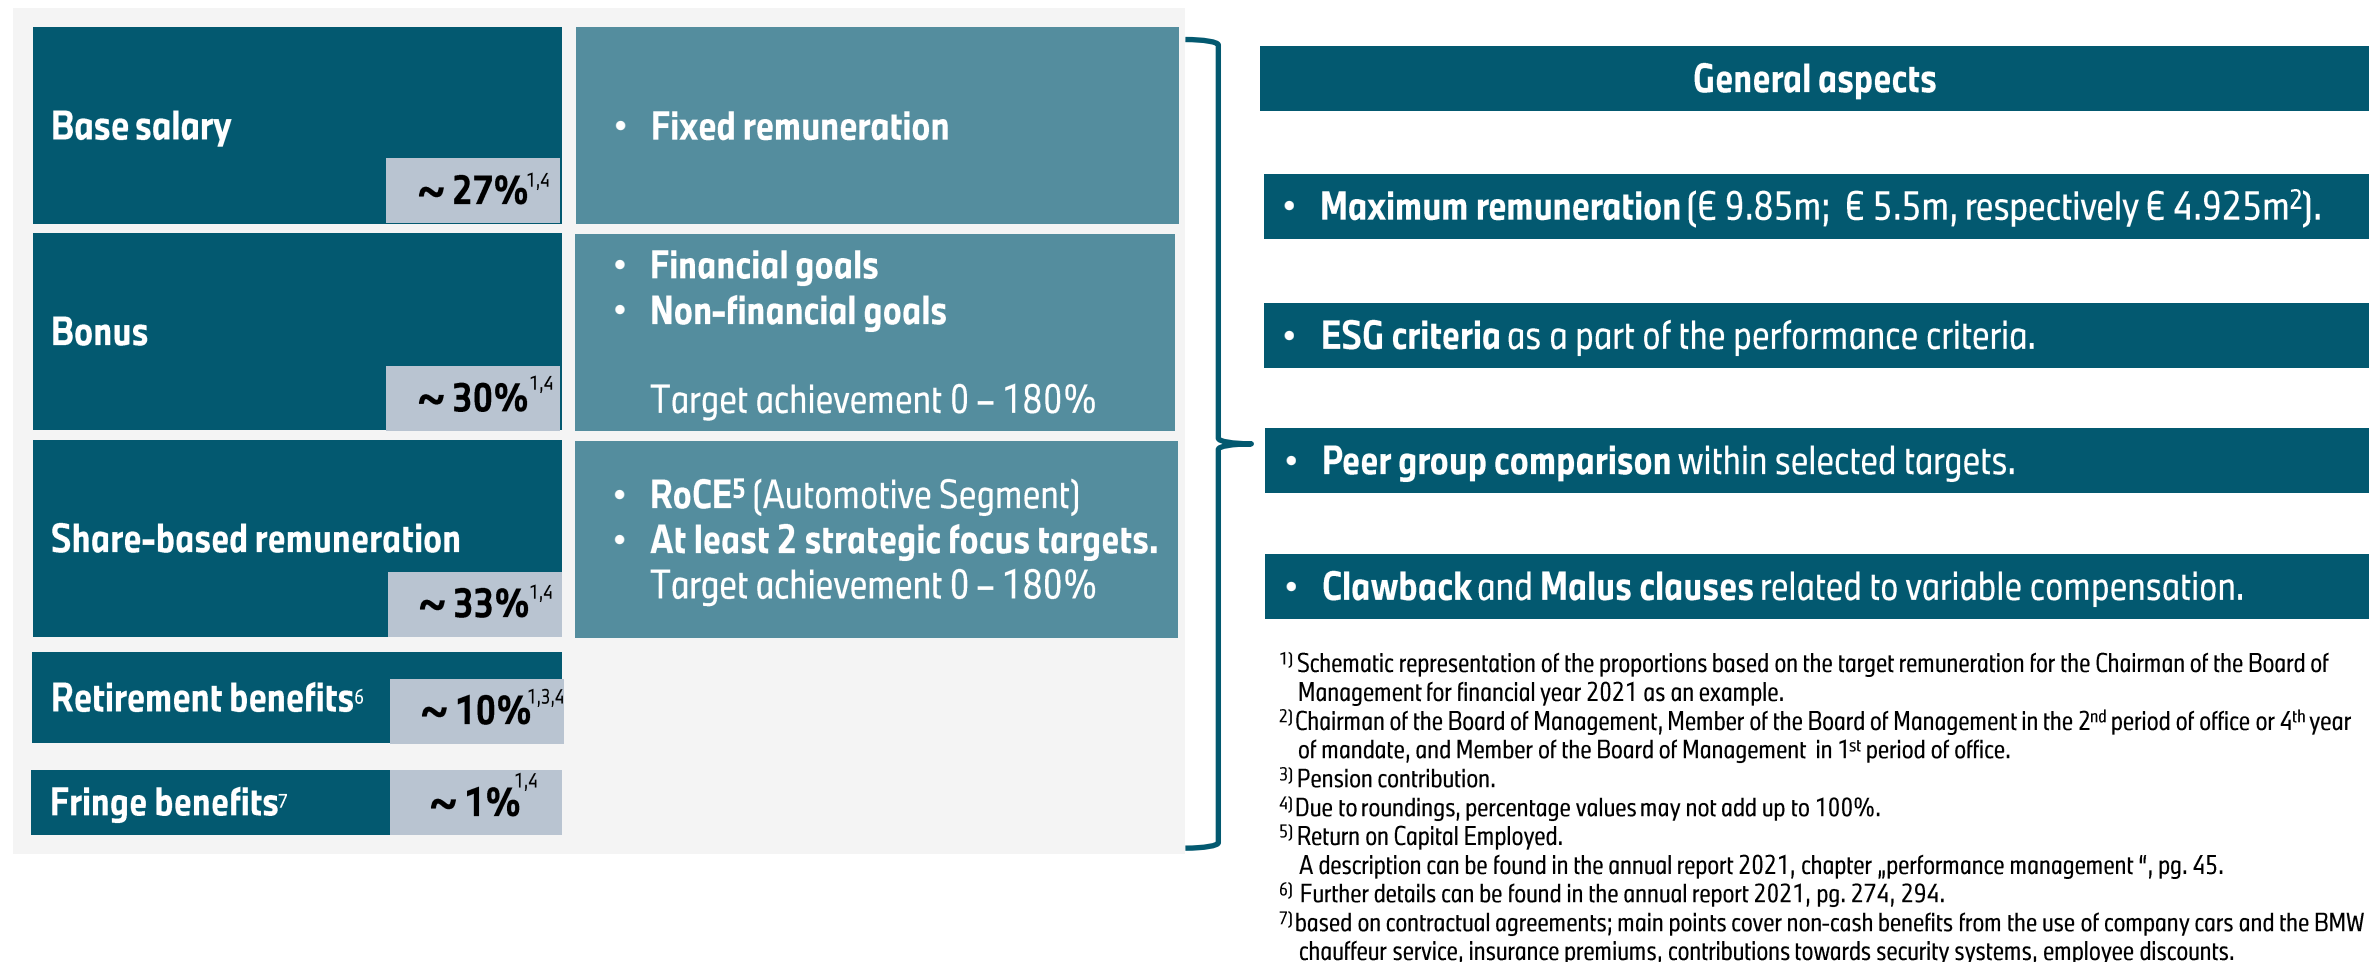 Base salary
~ 27%1,4
• Fixed remuneration
Bonus
~ 30%1,4
• Financial goals
• Non-financial goals
Target achievement 0 – 180%
Share-based remuneration
~ 33%1,4
• RoCE5 (Automotive Segment)
• At least 2 strategic focus targets.
Target achievement 0 – 180%
Retirement benefits6
~ 10%1,3,4
Fringe benefits7
~ 1%1,4
General aspects
• Maximum remuneration (€ 9.85m; € 5.5m, respectively € 4.925m2).
• ESG criteria as a part of the performance criteria.
• Peer group comparison within selected targets.
• Clawback and Malus clauses related to variable compensation.
1) Schematic representation of the proportions based on the target remuneration for the Chairman of the Board of
Management for financial year 2021 as an example.
2) Chairman of the Board of Management, Member of the Board of Management in the 2nd period of office or 4th year
of mandate, and Member of the Board of Management in 1st period of office.
3) Pension contribution.
4) Due to roundings, percentage values may not add up to 100%.
5) Return on Capital Employed.
A description can be found in the annual report 2021, chapter „performance management “, pg. 45.
6) Further details can be found in the annual report 2021, pg. 274, 294.
7) based on contractual agreements; main points cover non-cash benefits from the use of company cars and the BMW
chauffeur service, insurance premiums, contributions towards security systems, employee discounts.